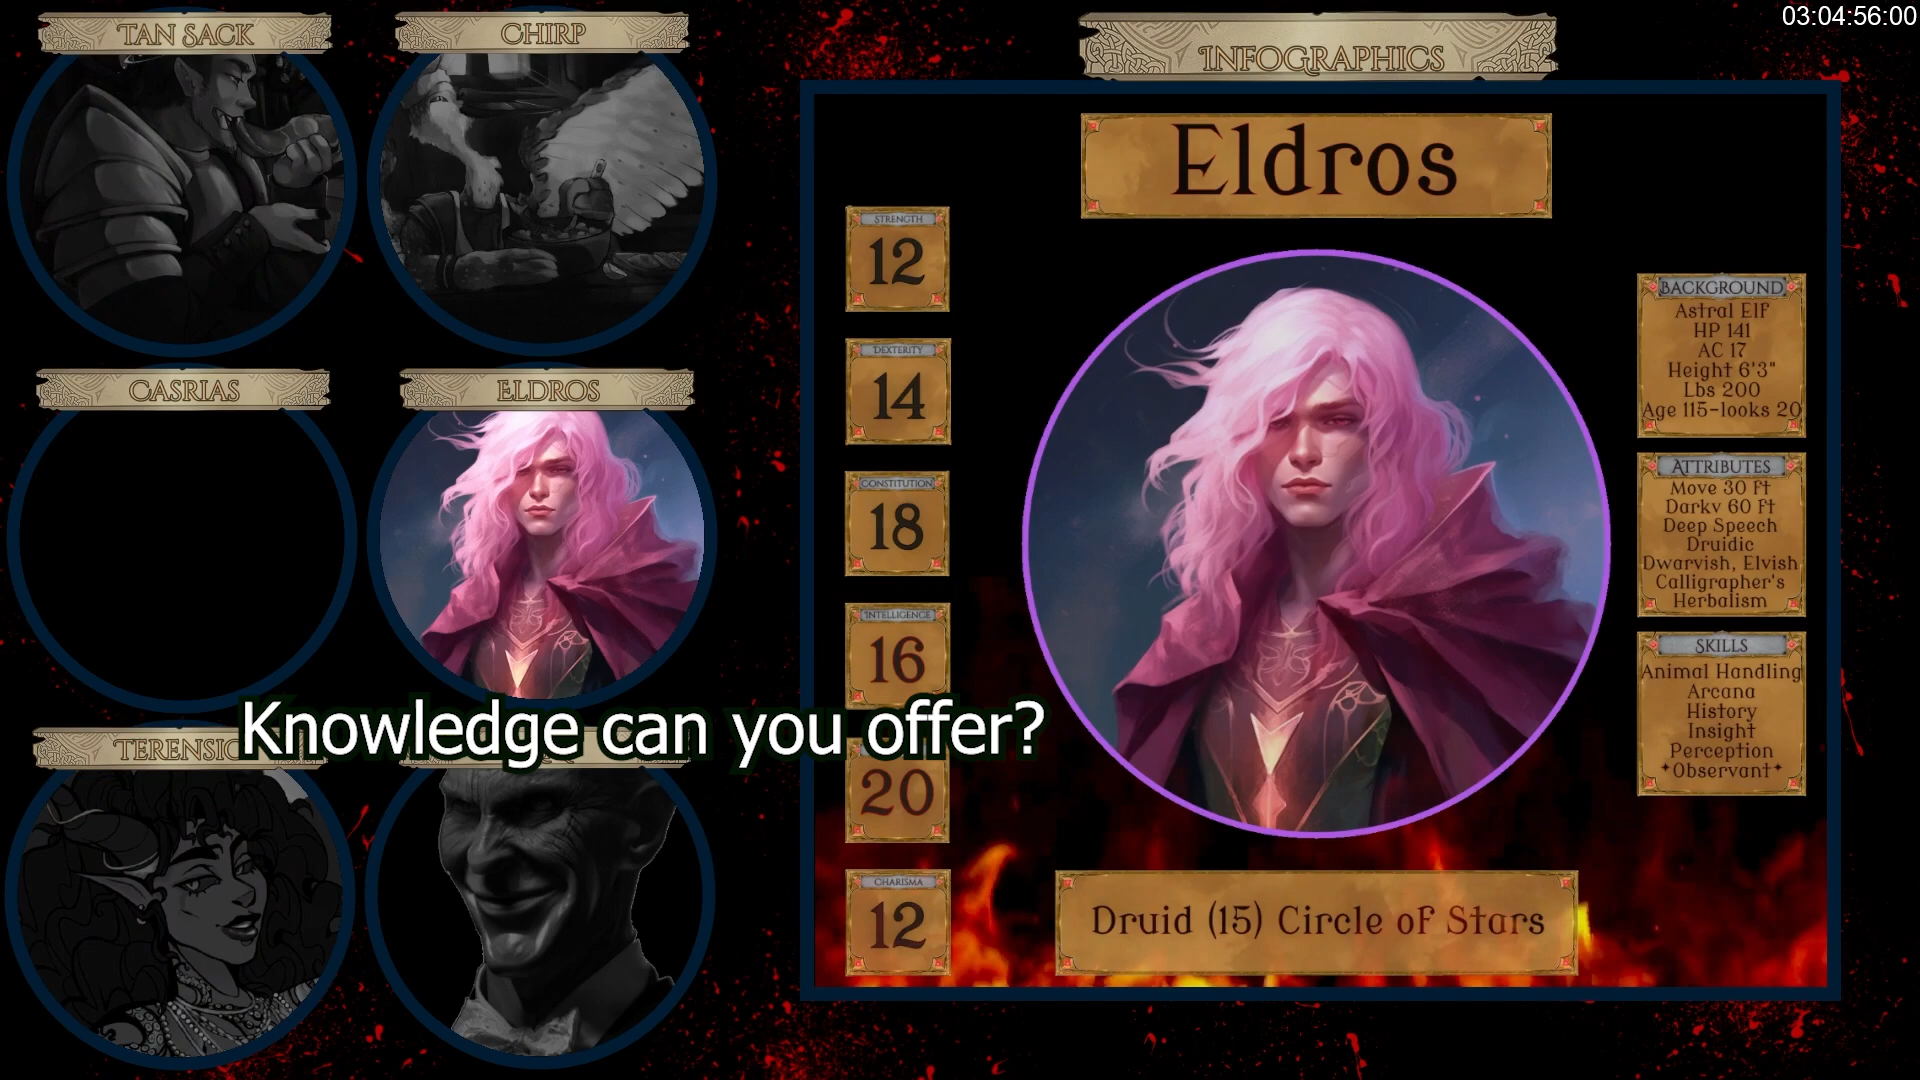 03:04:56:00
TAN SACK
CHIRP
INFOGRAPHICS
Eldros
STRENGTH
12
DEXTERITY
14
CONSTITUTION
18
INTELLIGENCE
16
20
CHARISMA
12
BACKGROUND
Astral Elf
HP 141
AC 17
Height 6'3"
Lbs 200
Age 115-looks 20
ATTRIBUTES
Move 30 Ft
Darkv 60 Ft
Deep Speech
Druidic
Dwarvish, Elvish
Calligrapher's
Herbalism
SKILLS
Animal Handling
Arcana
History
Insight
Perception
*Observant*
CASRIAS
ELDROS
Knowledge can you offer?
Druid (15) Circle of Stars